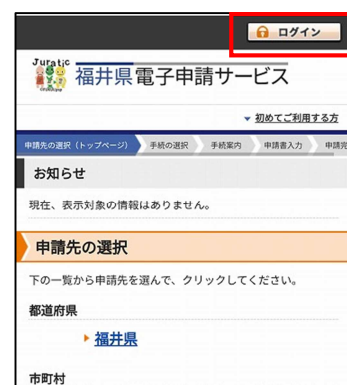 ログイン
Juratic
福井県電子申請サービス
初めてご利用する方
申請先の選択（トップページ） 手続の選択 手続案内 申請書入力 申請完
お知らせ
現在、表示対象の情報はありません。
申請先の選択
下の一覧から申請先を選んで、クリックしてください。
都道府県
福井県
市町村